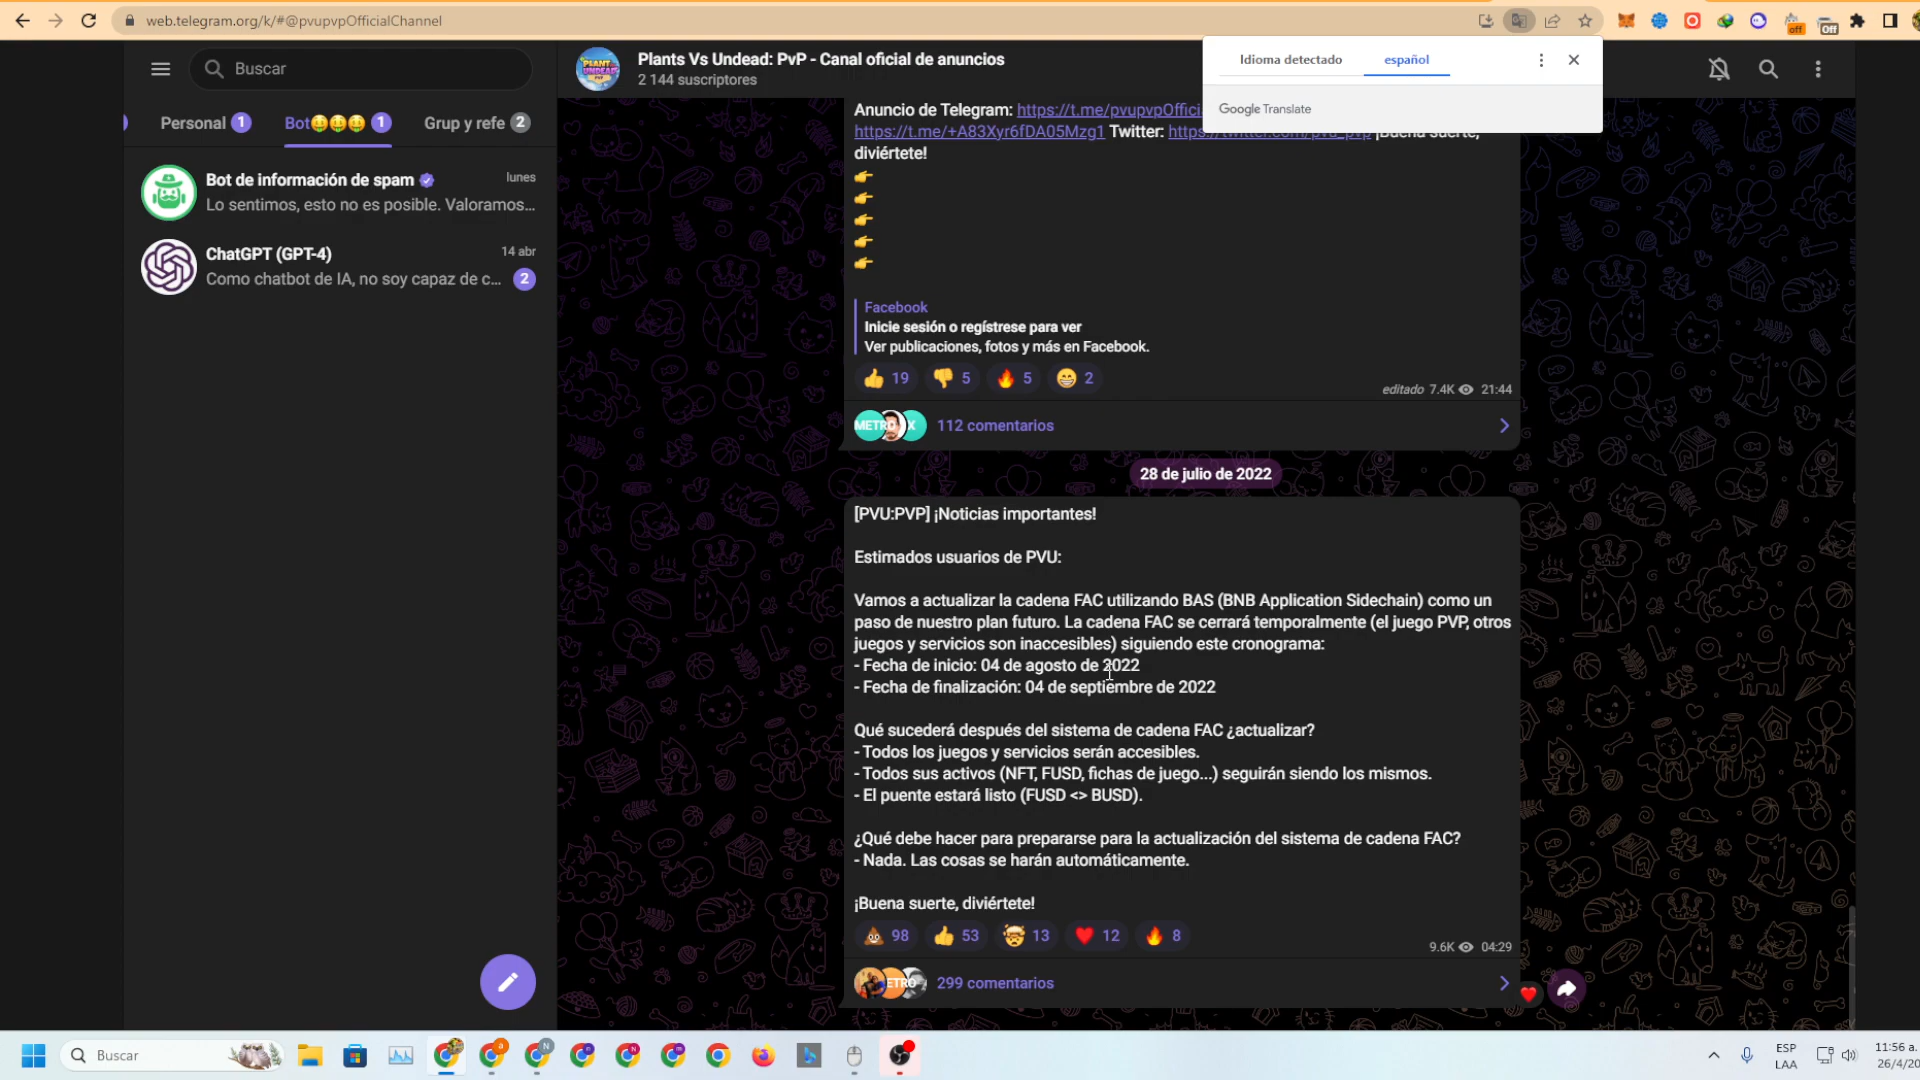 web.telegram.org/k/#@pvupvpOfficialChannel
Buscar
Personal 1
Bot🤑🤑🤑 1
Grup y refe 2
Bot de información de spam
lunes
Lo sentimos, esto no es posible. Valoramos...
ChatGPT (GPT-4)
14 abr
Como chatbot de IA, no soy capaz de c...
2
Plants Vs Undead: PvP - Canal oficial de anuncios
2 144 suscriptores
Idioma detectado
español
Google Translate
off
Off
Anuncio de Telegram: https://t.me/pvupvpOffici
https://t.me/+A83Xyr6fDA05Mzg1 Twitter: https://twitter.com/pvu_pvp ¡Buena suerte,
diviértete!
👉
👉
👉
👉
👉
Facebook
Inicie sesión o regístrese para ver
Ver publicaciones, fotos y más en Facebook.
👍 19 👎 5 🔥 5 😁 2
editado 7.4K 21:44
METRO X
112 comentarios
28 de julio de 2022
[PVU:PVP] ¡Noticias importantes!
Estimados usuarios de PVU:
Vamos a actualizar la cadena FAC utilizando BAS (BNB Application Sidechain) como un
paso de nuestro plan futuro. La cadena FAC se cerrará temporalmente (el juego PVP, otros
juegos y servicios son inaccesibles) siguiendo este cronograma:
- Fecha de inicio: 04 de agosto de 2022
- Fecha de finalización: 04 de septiembre de 2022
Qué sucederá después del sistema de cadena FAC ¿actualizar?
- Todos los juegos y servicios serán accesibles.
- Todos sus activos (NFT, FUSD, fichas de juego...) seguirán siendo los mismos.
- El puente estará listo (FUSD <> BUSD).
¿Qué debe hacer para prepararse para la actualización del sistema de cadena FAC?
- Nada. Las cosas se harán automáticamente.
¡Buena suerte, diviértete!
💩 98 👍 53 🤯 13 ❤️ 12 🔥 8
9.6K 04:29
299 comentarios
Buscar
ESP
LAA
11:56 a.
26/4/20